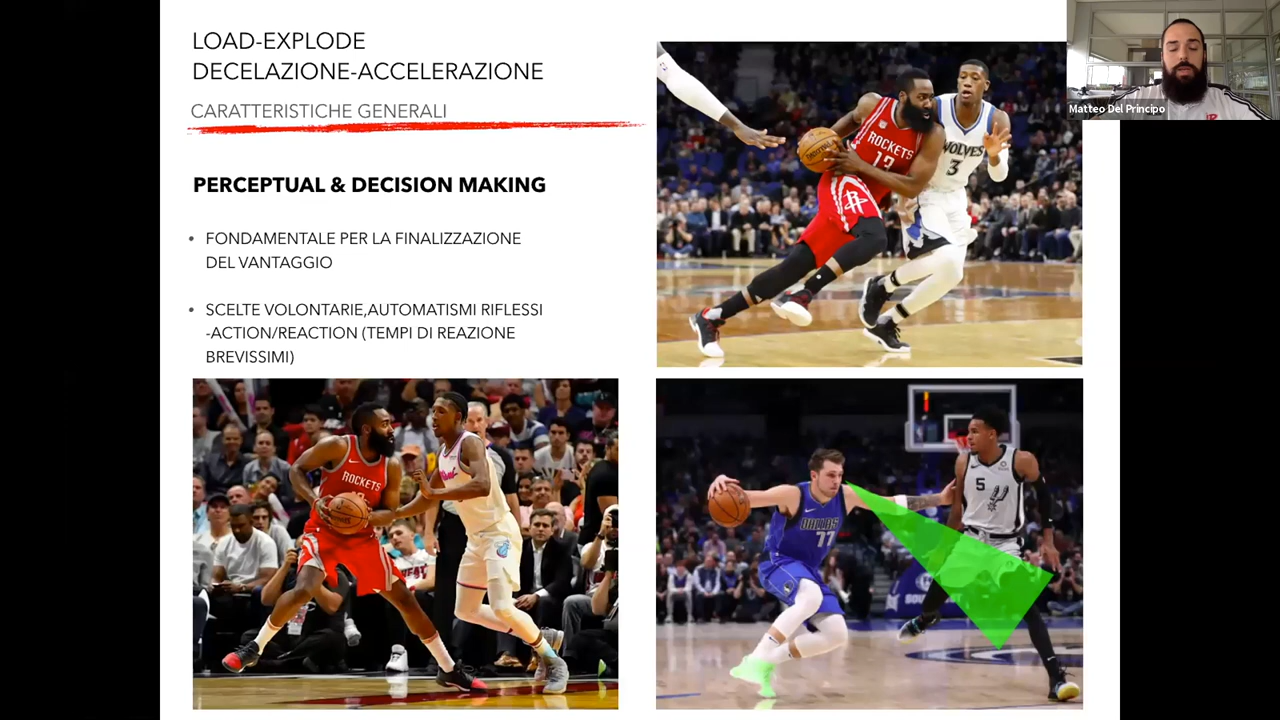 LOAD-EXPLODE
DECELAZIONE-ACCELERAZIONE
CARATTERISTICHE GENERALI
PERCEPTUAL & DECISION MAKING
• FONDAMENTALE PER LA FINALIZZAZIONE
DEL VANTAGGIO
• SCELTE VOLONTARIE,AUTOMATISMI RIFLESSI
-ACTION/REACTION (TEMPI DI REAZIONE
BREVISSIMI)
Matteo Del Principo
ROCKETS
13
WOLVES
3
ROCKETS
DALLAS
77
5